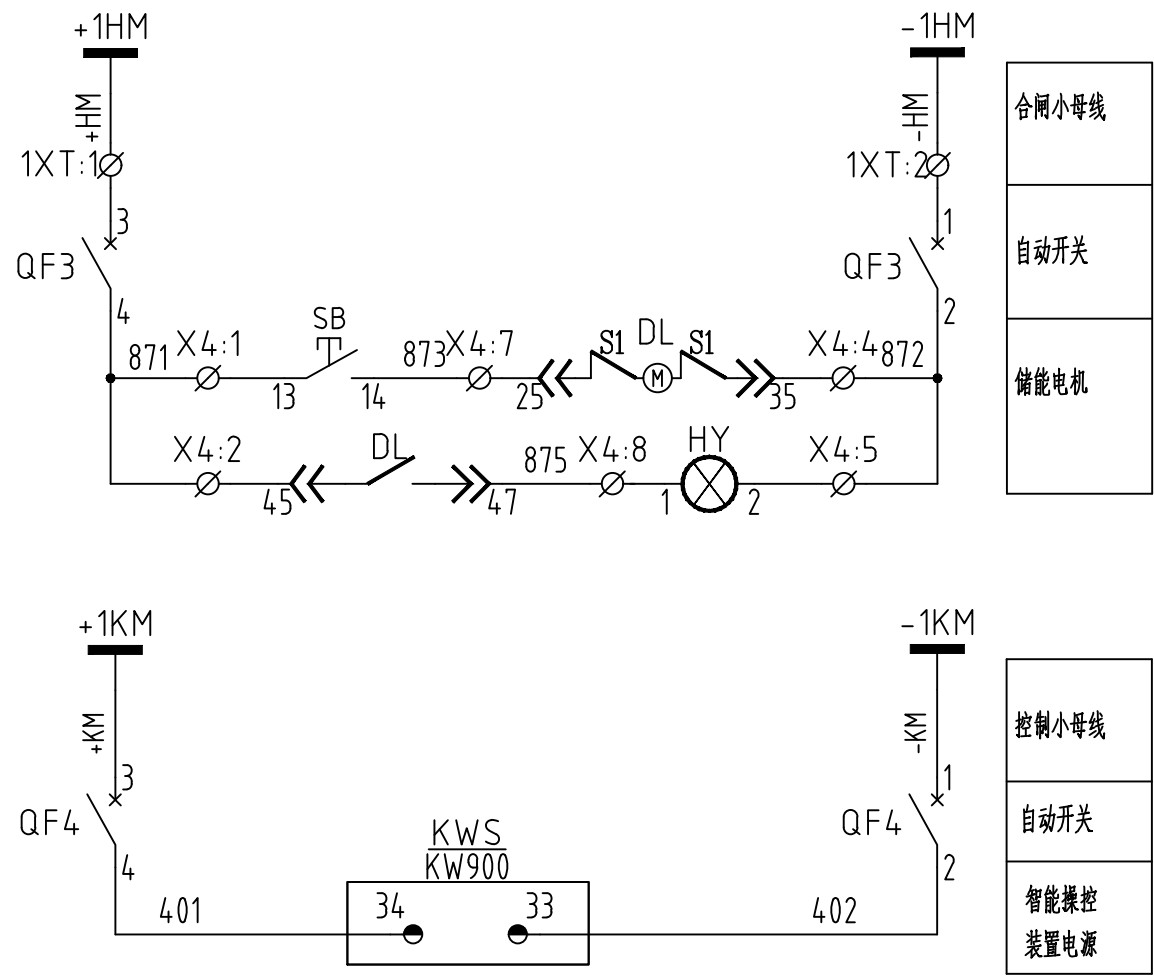 +1HM
-1HM
+HM
-HM
合闸小母线
1XT:1
1XT:2
3
1
QF3
QF3
自动开关
4
2
SB
DL
871
X4:1
873
X4:7
S1
S1
X4:4
872
M
13
14
25
35
储能电机
X4:2
DL
875
X4:8
HY
X4:5
45
47
1
2
+1KM
-1KM
+KM
-KM
控制小母线
3
1
QF4
QF4
自动开关
4
2
KWS
KW900
401
34
33
402
智能操控
装置电源